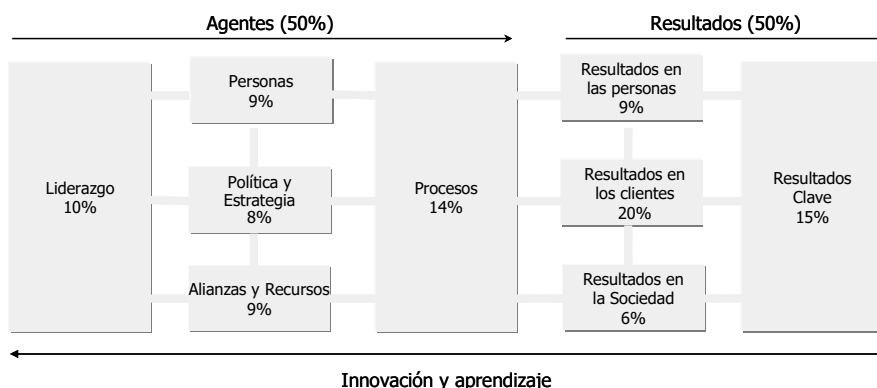 Agentes (50%)
Resultados (50%)
Liderazgo
10%
Personas
9%
Política y
Estrategia
8%
Alianzas y Recursos
9%
Procesos
14%
Resultados en
las personas
9%
Resultados en
los clientes
20%
Resultados en
la Sociedad
6%
Resultados
Clave
15%
Innovación y aprendizaje